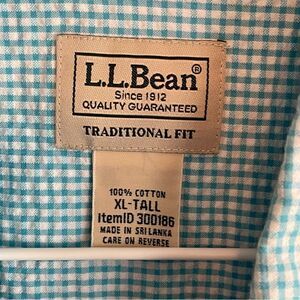 L.L.Bean®
Since 1912
QUALITY GUARANTEED
TRADITIONAL FIT
100% COTTON
XL-TALL
ItemID 300186
MADE IN SRI LANKA
CARE ON REVERSE